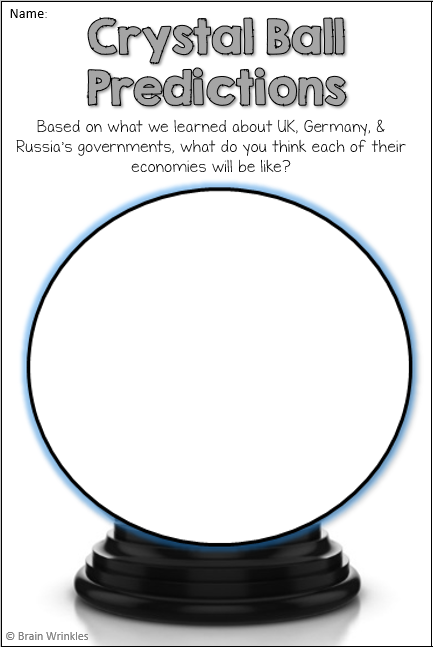 Name:
Crystal Ball
Predictions
Based on what we learned about UK, Germany, &
Russia's governments, what do you think each of their
economies will be like?
© Brain Wrinkles